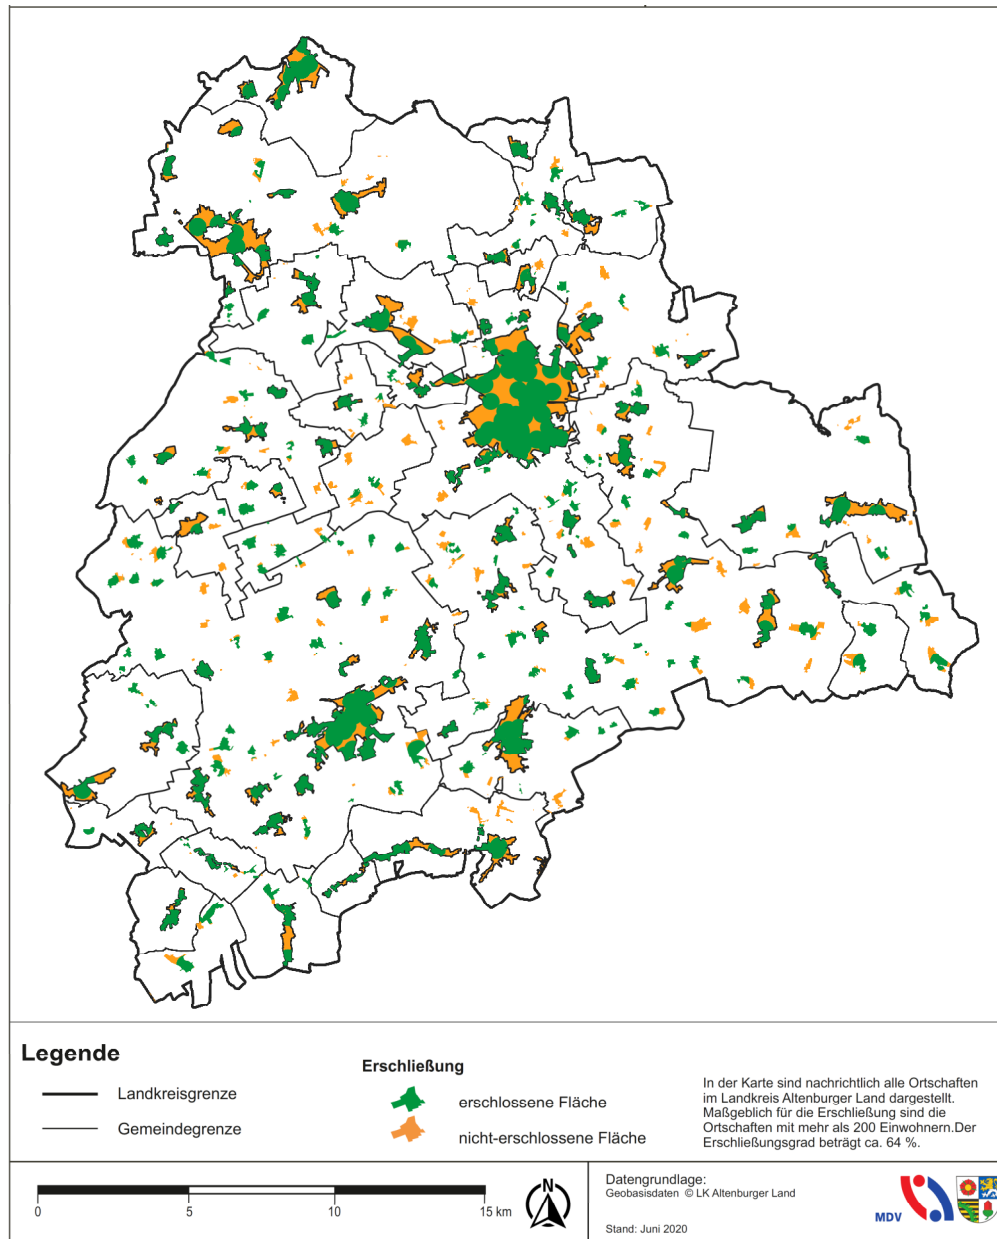 Legende
Landkreisgrenze
Gemeindegrenze
Erschließung
erschlossene Fläche
nicht-erschlossene Fläche
In der Karte sind nachrichtlich alle Ortschaften
im Landkreis Altenburger Land dargestellt.
Maßgeblich für die Erschließung sind die
Ortschaften mit mehr als 200 Einwohnern.Der
Erschließungsgrad beträgt ca. 64 %.
0 5 10 15 km
N
Datengrundlage:
Geobasisdaten © LK Altenburger Land
Stand: Juni 2020
MDV